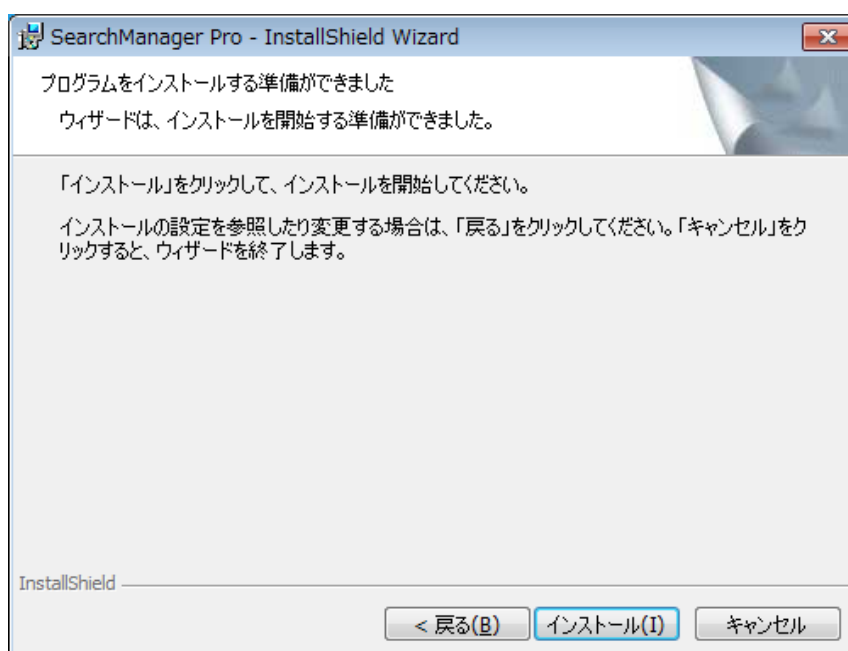 SearchManager Pro - InstallShield Wizard
プログラムをインストールする準備ができました
ウィザードは、インストールを開始する準備ができました。
「インストール」をクリックして、インストールを開始してください。
インストールの設定を参照したり変更する場合は、「戻る」をクリックしてください。「キャンセル」をク
リックすると、ウィザードを終了します。
InstallShield
< 戻る(B) インストール(I) キャンセル